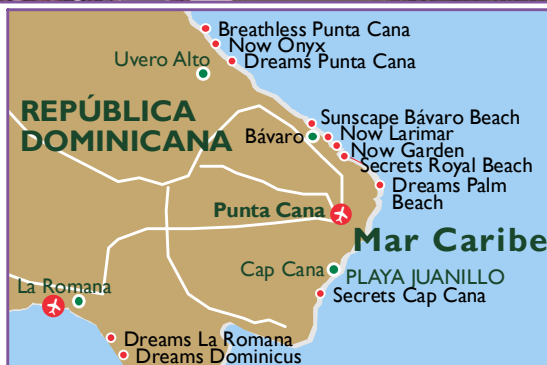 Breathless Punta Cana
Now Onyx
Uvero Alto
Dreams Punta Cana
REPÚBLICA
DOMINICANA
Sunscape Bávaro Beach
Bávaro
Now Larimar
Now Garden
Secrets Royal Beach
Dreams Palm
Beach
Punta Cana
Mar Caribe
Cap Cana
PLAYA JUANILLO
La Romana
Secrets Cap Cana
Dreams La Romana
Dreams Dominicus